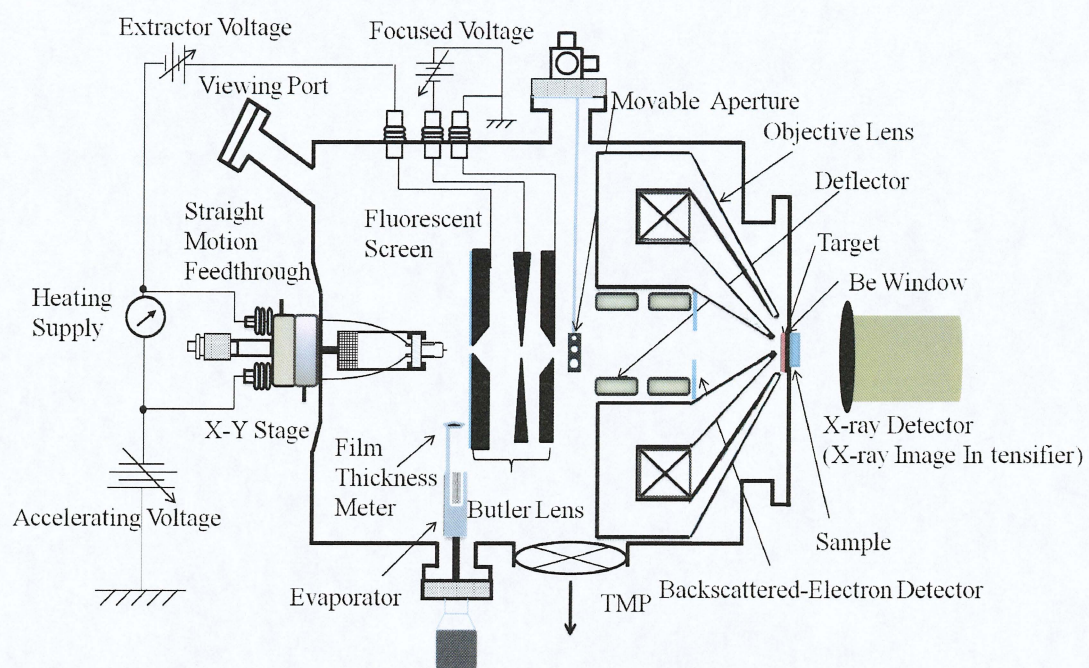 Extractor Voltage
Focused Voltage
Viewing Port
Movable Aperture
Objective Lens
Deflector
Straight
Motion
Feedthrough
Fluorescent
Screen
Target
Be Window
Heating
Supply
X-Y Stage
Film
Thickness
Meter
X-ray Detector
(X-ray Image In tensifier)
Accelerating Voltage
Butler Lens
Sample
Evaporator
TMP
Backscattered-Electron Detector